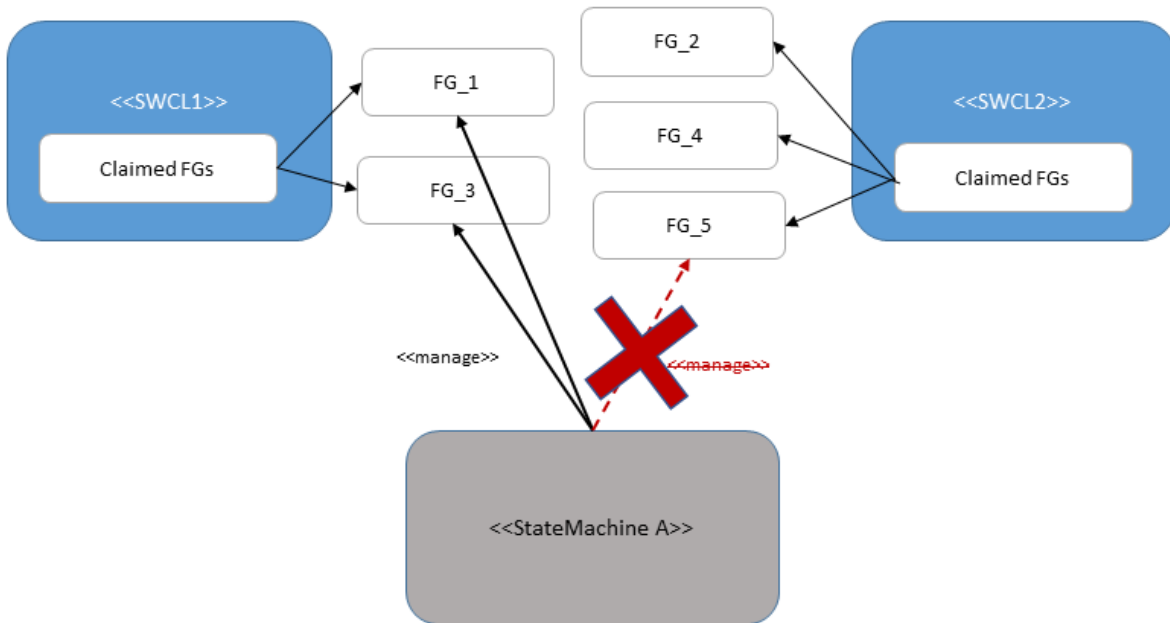 <<SWCL1>>
Claimed FGs
FG_1
FG_3
FG_2
FG_4
FG_5
<<SWCL2>>
Claimed FGs
<<manage>>
<<manage>>
<<StateMachine A>>